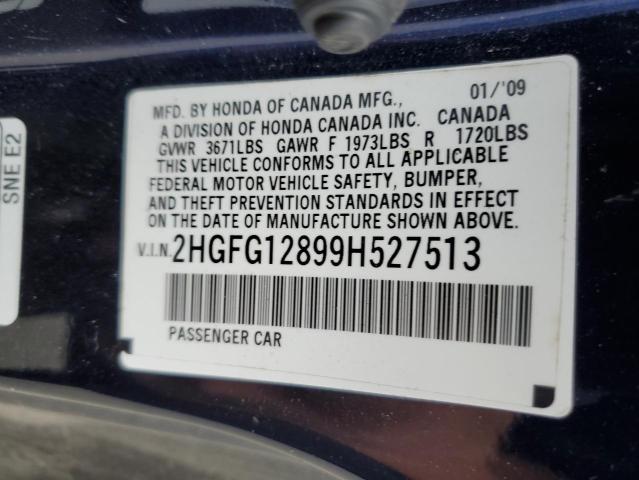 SNE E2
MFD. BY HONDA OF CANADA MFG., 01/'09
A DIVISION OF HONDA CANADA INC. CANADA
GVWR 3671LBS GAWR F 1973LBS R 1720LBS
THIS VEHICLE CONFORMS TO ALL APPLICABLE
FEDERAL MOTOR VEHICLE SAFETY, BUMPER,
AND THEFT PREVENTION STANDARDS IN EFFECT
ON THE DATE OF MANUFACTURE SHOWN ABOVE.
V.I.N. 2HGFG12899H527513
PASSENGER CAR